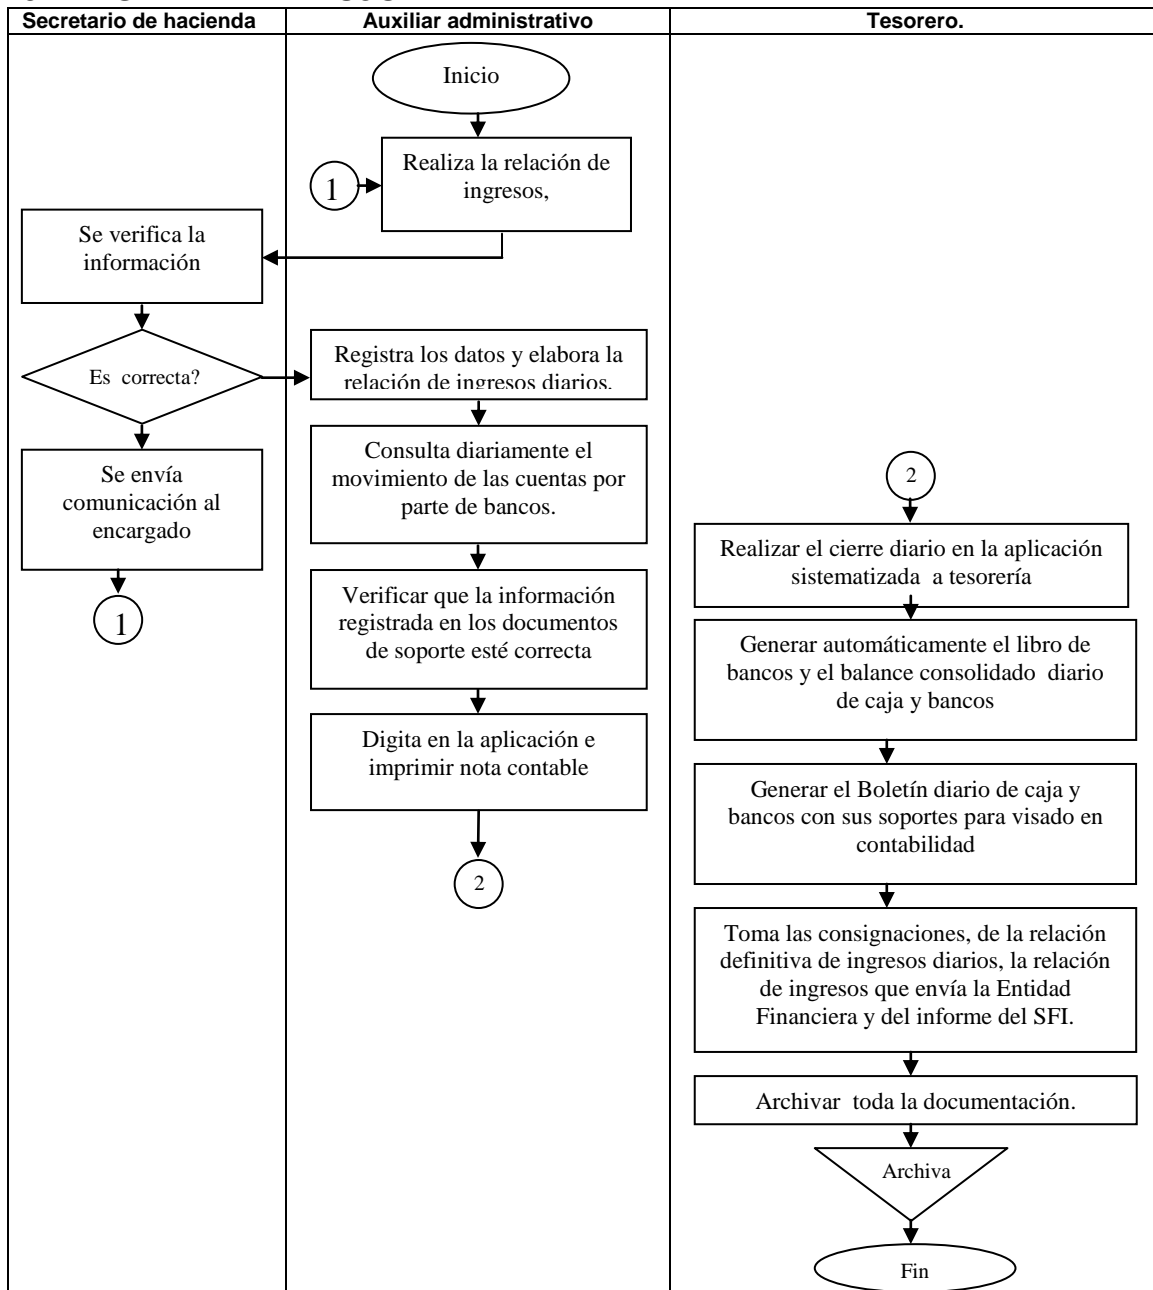 Secretario de hacienda
Auxiliar administrativo
Tesorero.
Inicio
Realiza la relación de
ingresos,
1
Se verifica la
información
Es correcta?
Registra los datos y elabora la
relación de ingresos diarios.
Se envía
comunicación al
encargado
1
Consulta diariamente el
movimiento de las cuentas por
parte de bancos.
Verificar que la información
registrada en los documentos
de soporte esté correcta
Digita en la aplicación e
imprimir nota contable
2
2
Realizar el cierre diario en la aplicación
sistematizada a tesorería
Generar automáticamente el libro de
bancos y el balance consolidado diario
de caja y bancos
Generar el Boletín diario de caja y
bancos con sus soportes para visado en
contabilidad
Toma las consignaciones, de la relación
definitiva de ingresos diarios, la relación
de ingresos que envía la Entidad
Financiera y del informe del SFI.
Archivar toda la documentación.
Archiva
Fin